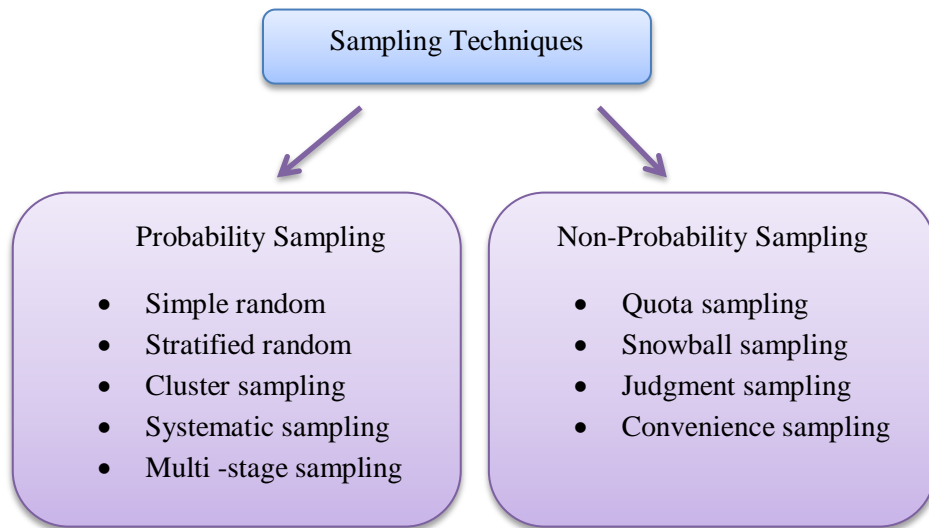 Sampling Techniques
Probability Sampling
• Simple random
• Stratified random
• Cluster sampling
• Systematic sampling
• Multi -stage sampling
Non-Probability Sampling
• Quota sampling
• Snowball sampling
• Judgment sampling
• Convenience sampling